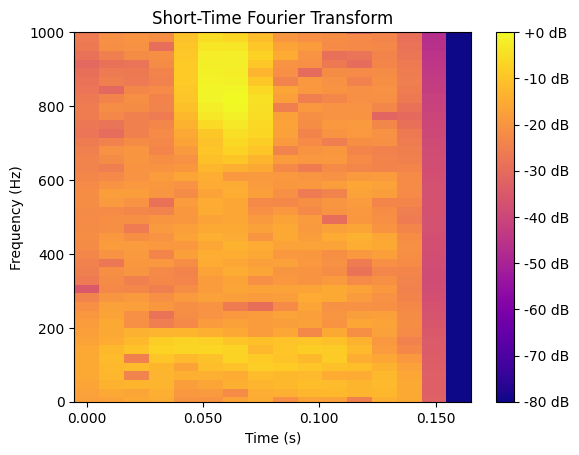 Short-Time Fourier Transform
1000
800
600
400
200
0
Frequency (Hz)
0.000
0.050
0.100
0.150
Time (s)
+0 dB
-10 dB
-20 dB
-30 dB
-40 dB
-50 dB
-60 dB
-70 dB
-80 dB